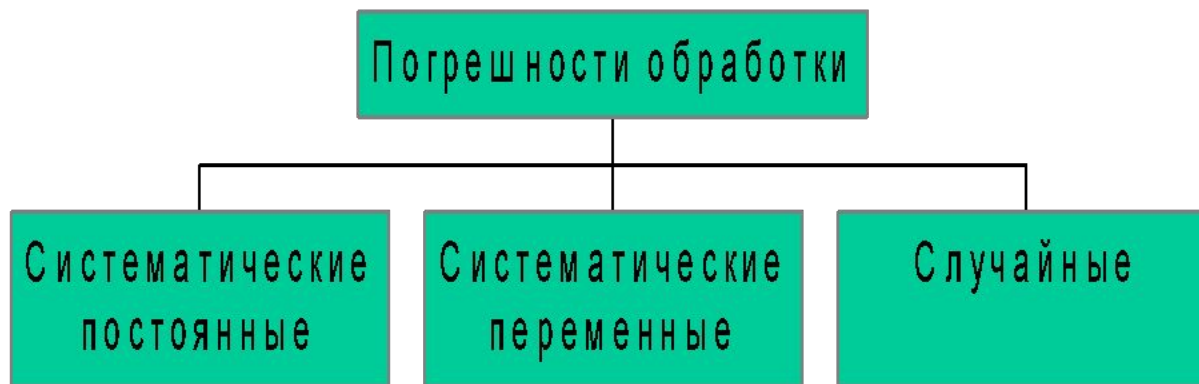 Погрешности обработки
Систематические
постоянные
Систематические
переменные
Случайные